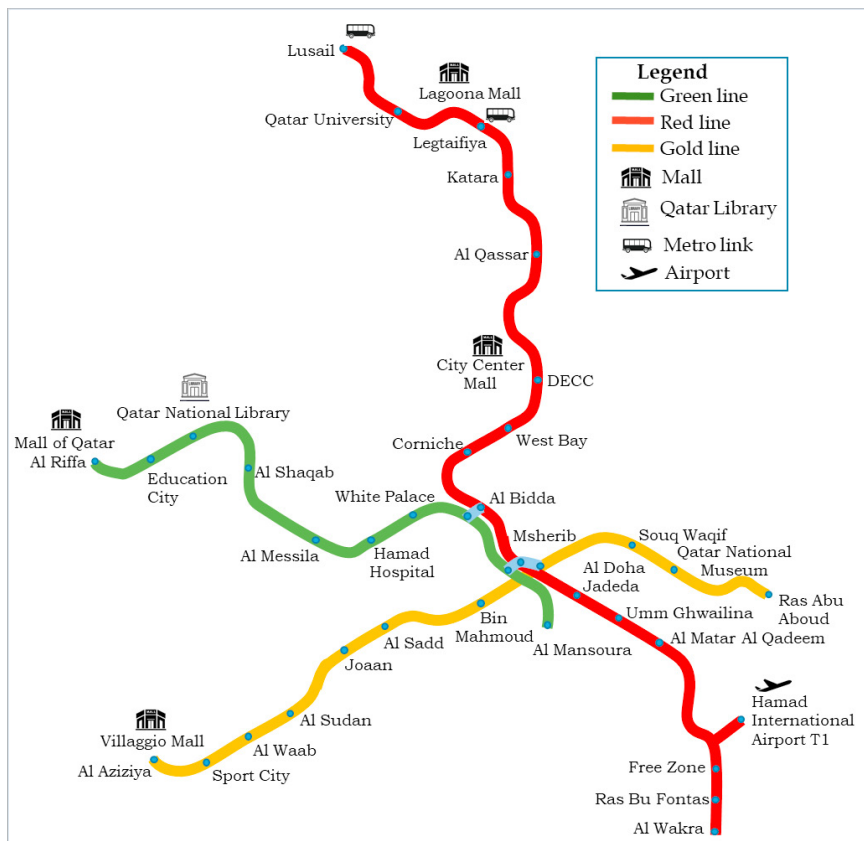 Lusail
Lagoona Mall
Qatar University
Legtaifiya
Katara
Al Qassar
City Center
Mall
DECC
West Bay
Corniche
Legend
Green line
Red line
Gold line
Mall
Qatar Library
Metro link
Airport
Qatar National Library
Mall of Qatar
Al Riffa
Education
City
Al Shaqab
White Palace
Al Bidda
Al Messila
Hamad
Hospital
Msherib
Souq Waqif
Qatar National
Museum
Al Doha
Jadeda
Ras Abu
Aboud
Bin
Mahmoud
Umm Ghwailina
Al Sadd
Al Mansoura
Al Matar Al Qadeem
Joaan
Al Sudan
Hamad
International
Airport T1
Villaggio Mall
Al Waab
Al Aziziya
Sport City
Free Zone
Ras Bu Fontas
Al Wakra